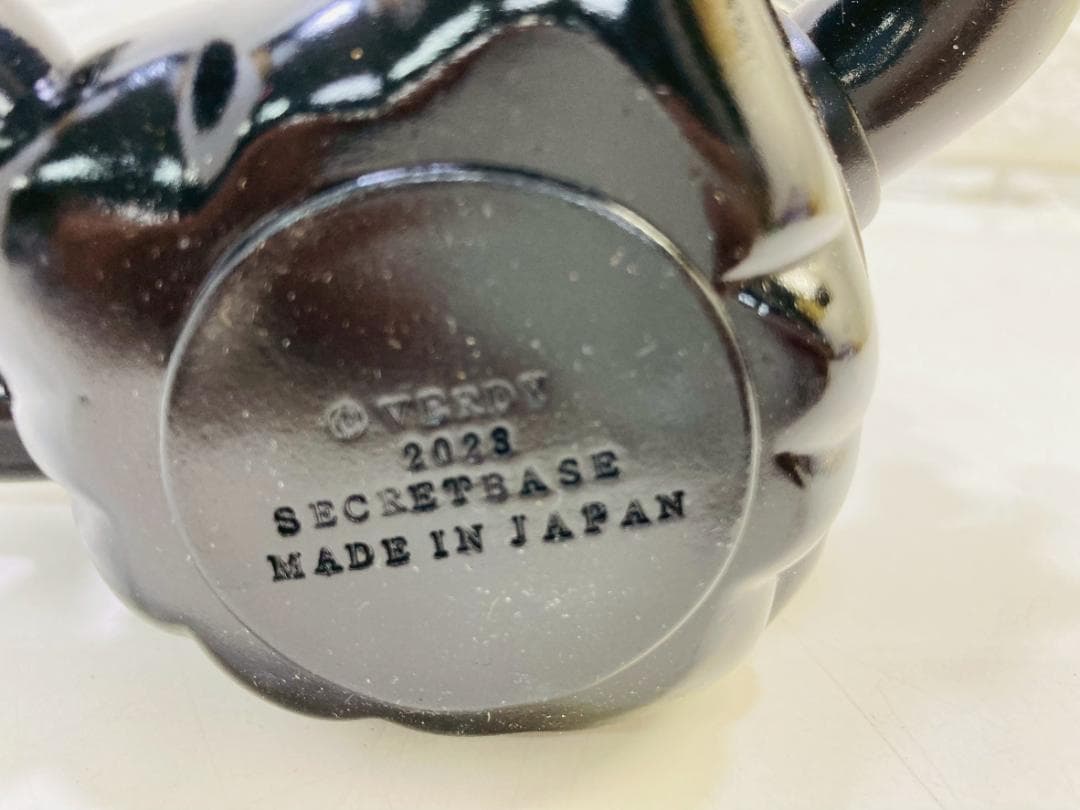 © VERDY
2023
SECRETBASE
MADE IN JAPAN